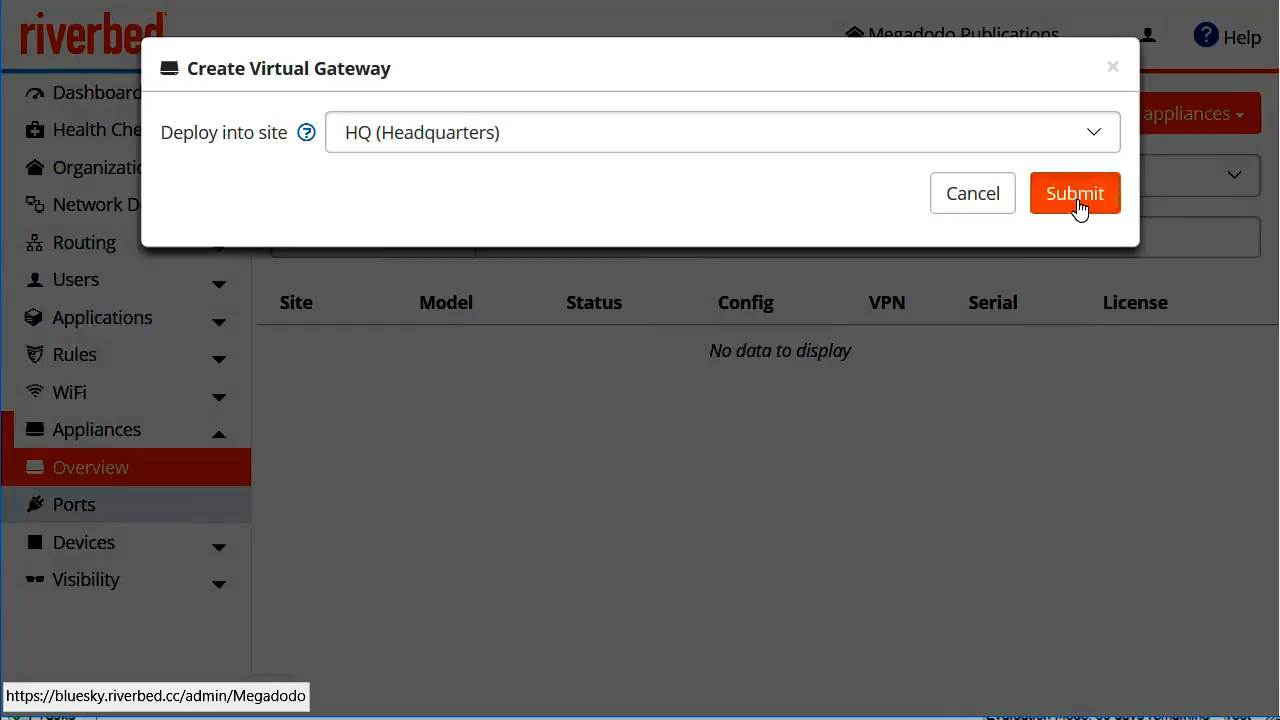 riverbed
Megadodo Publications
Help
Create Virtual Gateway
×
Deploy into site ? HQ (Headquarters)
Cancel
Submit
appliances
Dashboard
Health Che
Organizatio
Network D
Routing
Users
Applications
Rules
WiFi
Appliances
Overview
Ports
Devices
Visibility
Site Model Status Config VPN Serial License
No data to display
https://bluesky.riverbed.cc/admin/Megadodo